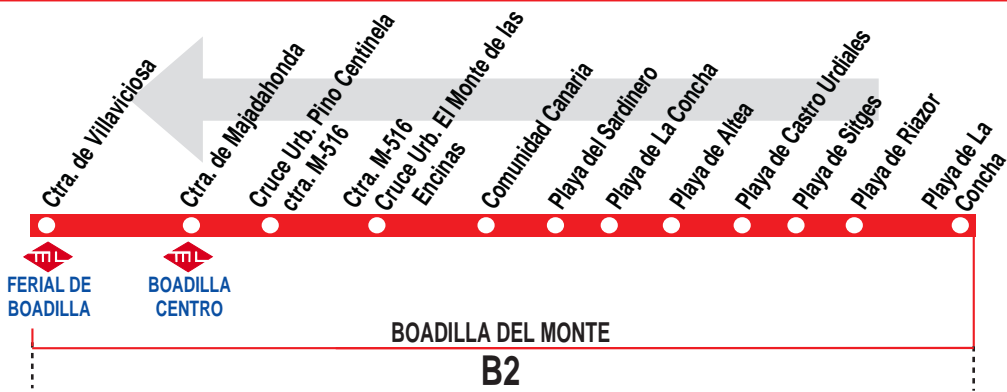 Ctra. de Villaviciosa
Ctra. de Majadahonda
Cruce Urb. Pino Centinela
ctra. M-516
Ctra. M-516
Cruce Urb. El Monte de las
Encinas
Comunidad Canaria
Playa del Sardinero
Playa de La Concha
Playa de Altea
Playa de Castro Urdiales
Playa de Sitges
Playa de Riazor
Playa de La
Concha
ML
FERIAL DE
BOADILLA
ML
BOADILLA
CENTRO
BOADILLA DEL MONTE
B2